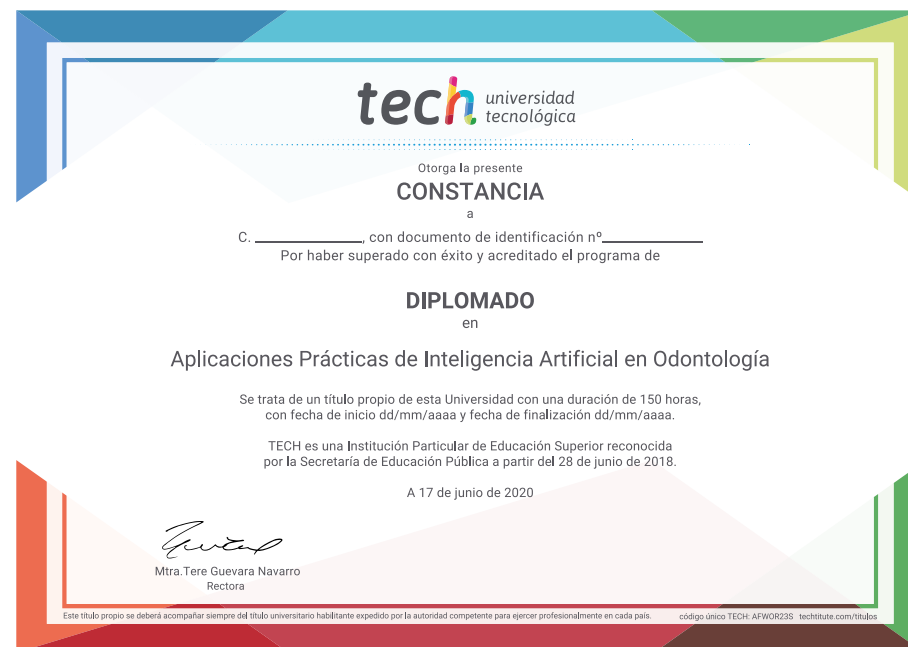 tech universidad
tecnológica
Otorga la presente
CONSTANCIA
a
C. ____________, con documento de identificación nº____________
Por haber superado con éxito y acreditado el programa de
DIPLOMADO
en
Aplicaciones Prácticas de Inteligencia Artificial en Odontología
Se trata de un título propio de esta Universidad con una duración de 150 horas,
con fecha de inicio dd/mm/aaaa y fecha de finalización dd/mm/aaaa.
TECH es una Institución Particular de Educación Superior reconocida
por la Secretaría de Educación Pública a partir del 28 de junio de 2018.
A 17 de junio de 2020
Mtra.Tere Guevara Navarro
Rectora
Este título propio se deberá acompañar siempre del título universitario habilitante expedido por la autoridad competente para ejercer profesionalmente en cada país. código único TECH: AFWOR23S techtitute.com/titulos